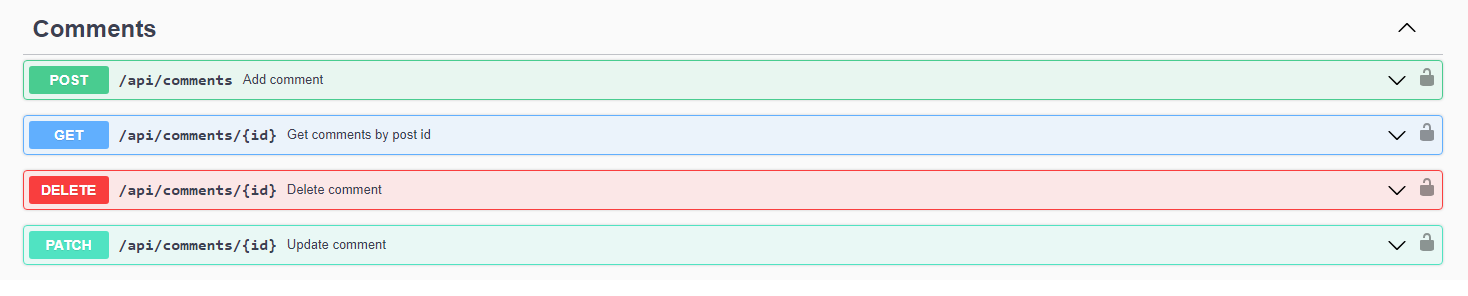 Comments
POST /api/comments Add comment
GET /api/comments/{id} Get comments by post id
DELETE /api/comments/{id} Delete comment
PATCH /api/comments/{id} Update comment